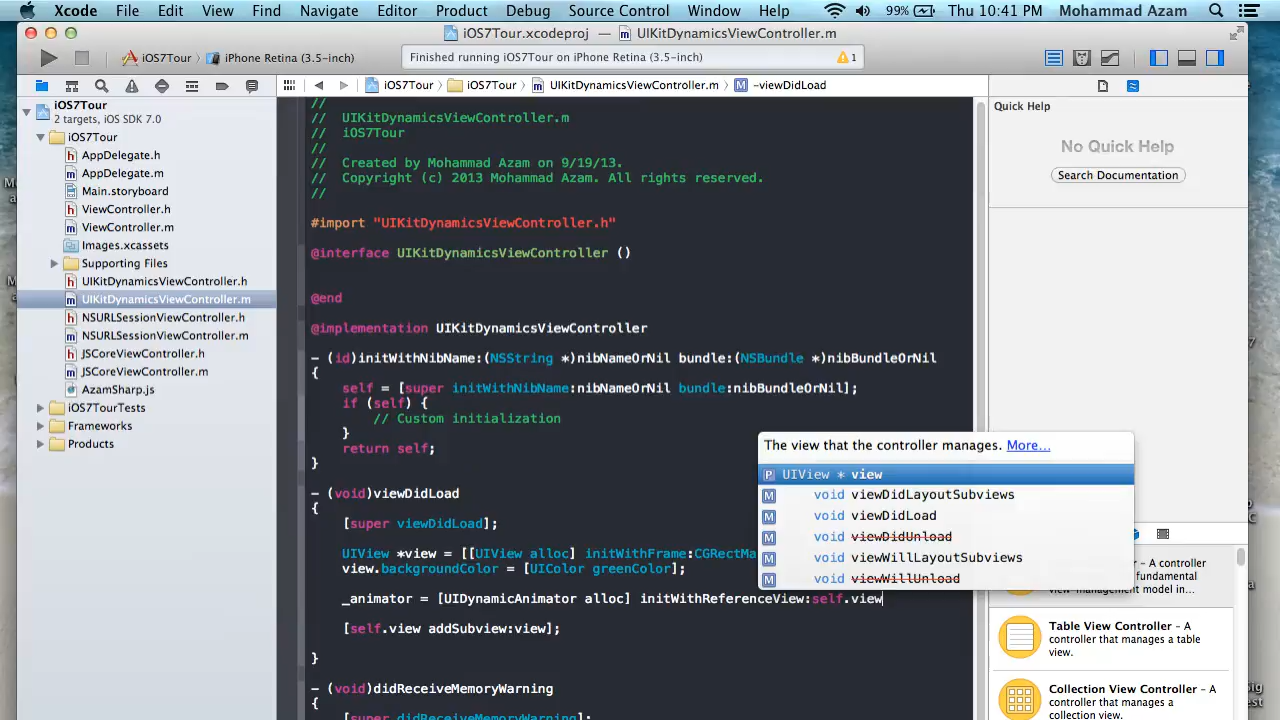 Xcode File Edit View Find Navigate Editor Product Debug Source Control Window Help 99% Thu 10:41 PM Mohammad Azam
iOS7Tour.xcodeproj — UIKitDynamicsViewController.m
iOS7Tour iPhone Retina (3.5-inch) Finished running iOS7Tour on iPhone Retina (3.5-inch) 1
iOS7Tour iOS7Tour UIKitDynamicsViewController.m -viewDidLoad
iOS7Tour
2 targets, iOS SDK 7.0
iOS7Tour
AppDelegate.h
AppDelegate.m
Main.storyboard
ViewController.h
ViewController.m
Images.xcassets
Supporting Files
UIKitDynamicsViewController.h
UIKitDynamicsViewController.m
NSURLSessionViewController.h
NSURLSessionViewController.m
JSCoreViewController.h
JSCoreViewController.m
AzamSharp.js
iOS7TourTests
Frameworks
Products
//
// UIKitDynamicsViewController.m
// iOS7Tour
//
// Created by Mohammad Azam on 9/19/13.
// Copyright (c) 2013 Mohammad Azam. All rights reserved.
//
#import "UIKitDynamicsViewController.h"
@interface UIKitDynamicsViewController ()
@end
@implementation UIKitDynamicsViewController
- (id)initWithNibName:(NSString *)nibNameOrNil bundle:(NSBundle *)nibBundleOrNil
{
self = [super initWithNibName:nibNameOrNil bundle:nibBundleOrNil];
if (self) {
// Custom initialization
}
return self;
}
- (void)viewDidLoad
{
[super viewDidLoad];
UIView *view = [[UIView alloc] initWithFrame:CGRectMa
view.backgroundColor = [UIColor greenColor];
_animator = [UIDynamicAnimator alloc] initWithReferenceView:self.view
[self.view addSubview:view];
}
- (void)didReceiveMemoryWarning
{
[super didReceiveMemoryWarning];
The view that the controller manages. More...
P UIView * view
M void viewDidLayoutSubviews
M void viewDidLoad
M void viewDidUnload
M void viewWillLayoutSubviews
M void viewWillUnload
Quick Help
No Quick Help
Search Documentation
– A controller
fundamental
view-management model in...
Table View Controller – A
controller that manages a table
view.
Collection View Controller – A
controller that manages a
collection view.